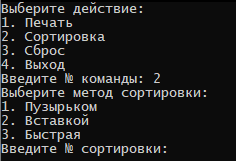 Выберите действие:
1. Печать
2. Сортировка
3. Сброс
4. Выход
Введите № команды: 2
Выберите метод сортировки:
1. Пузырьком
2. Вставкой
3. Быстрая
Введите № сортировки: